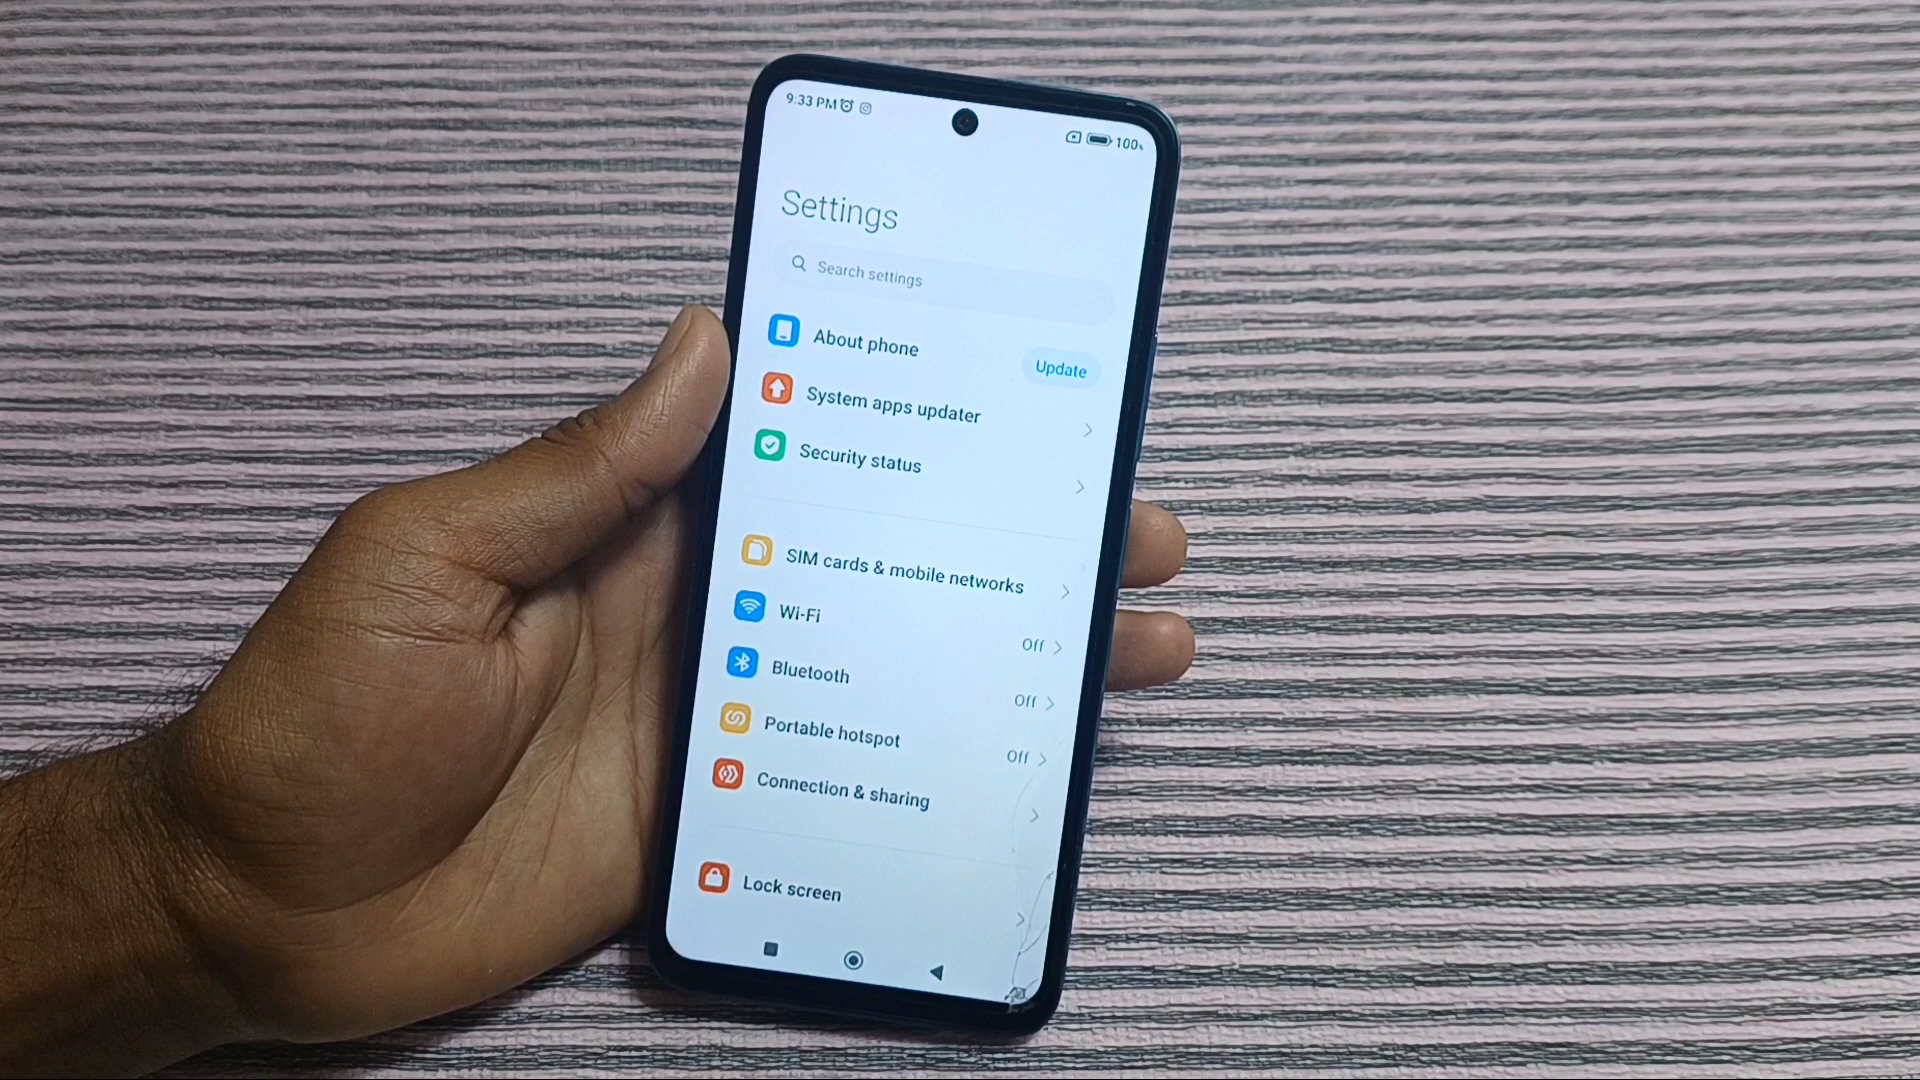 9:33 PM
100%
Settings
Search settings
About phone
Update
System apps updater
Security status
SIM cards & mobile networks
Wi-Fi
Off
Bluetooth
Off
Portable hotspot
Off
Connection & sharing
Lock screen